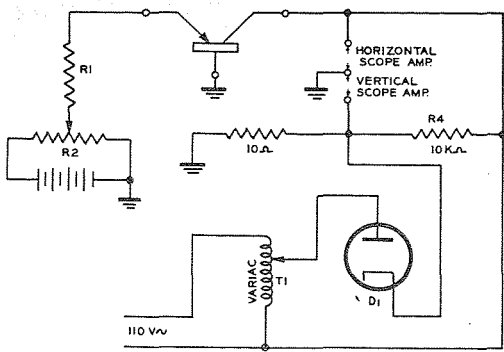 R1
HORIZONTAL
SCOPE AMP.
VERTICAL
SCOPE AMP.
R4
10Ω
10KΩ
R2
VARIAC
T1
D1
110 V~